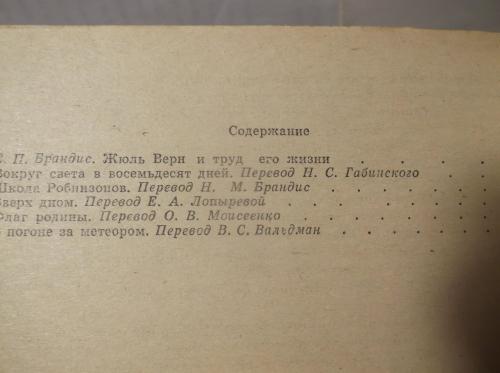 Содержание
Е. П. Брандис. Жюль Верн и труд его жизни . . . . .
Вокруг света в восемьдесят дней. Перевод Н. С. Габинского . .
Школа Робинзонов. Перевод Н. М. Брандис . . . . .
Вверх дном. Перевод Е. А. Лопыревой . . . . . .
Флаг родины. Перевод О. В. Моисеенко . . . . . .
погоне за метеором. Перевод В. С. Вальдман . . . . .